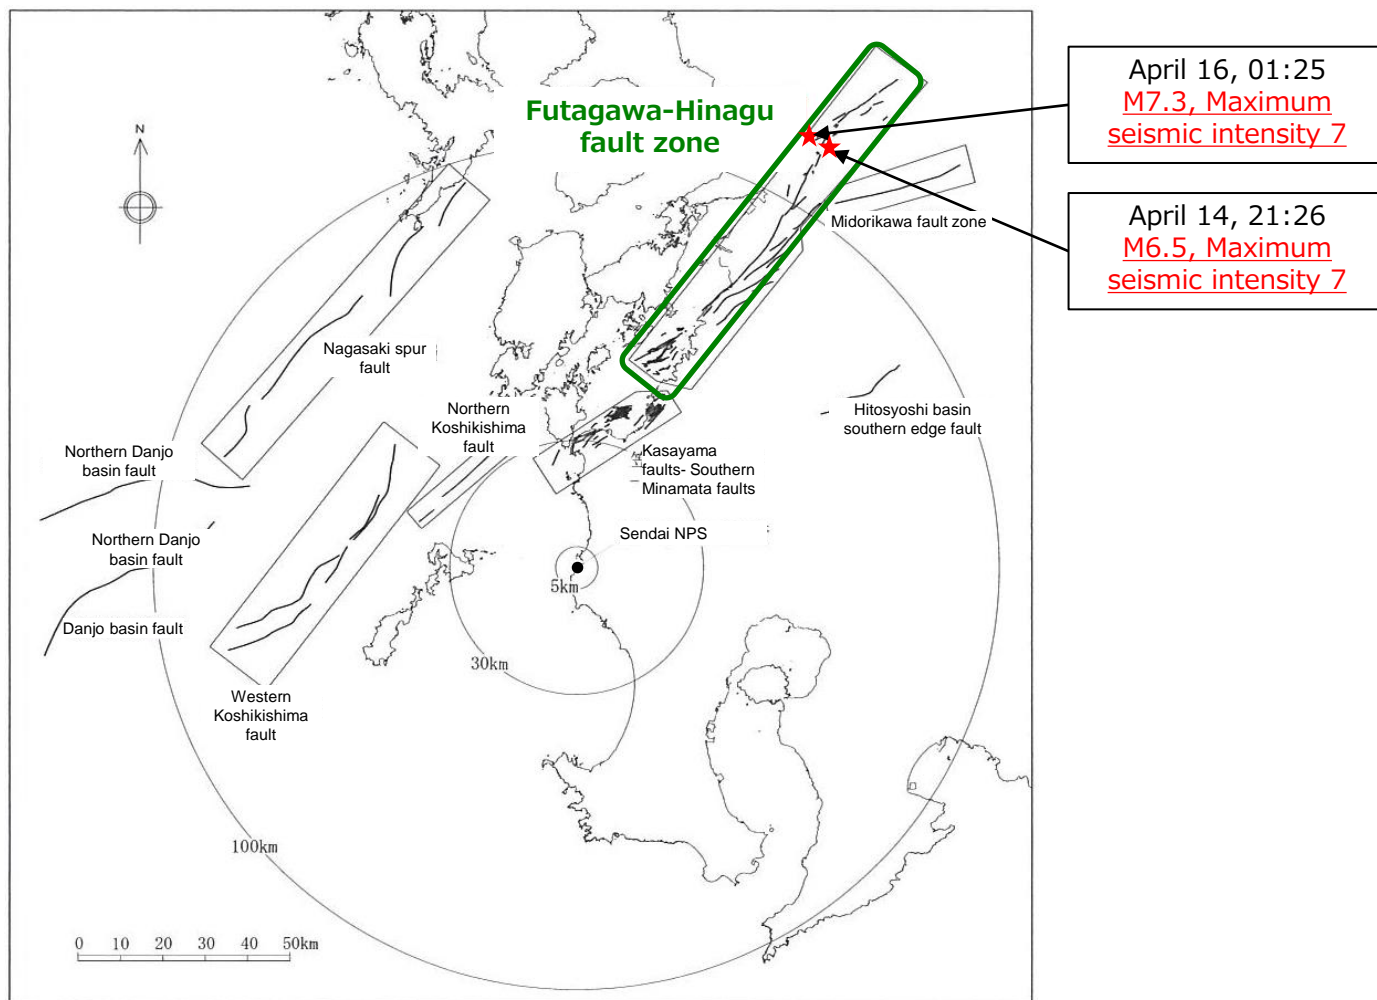 April 16, 01:25
M7.3, Maximum
seismic intensity 7
Futagawa-Hinagu
fault zone
N
April 14, 21:26
M6.5, Maximum
seismic intensity 7
Midorikawa fault zone
Nagasaki spur
fault
Northern
Koshikishima
fault
Hitosyoshi basin
southern edge fault
Northern Danjo
basin fault
Kasayama
faults- Southern
Minamata faults
Sendai NPS
Northern Danjo
basin fault
5km
Danjo basin fault
30km
Western
Koshikishima
fault
100km
0 10 20 30 40 50km